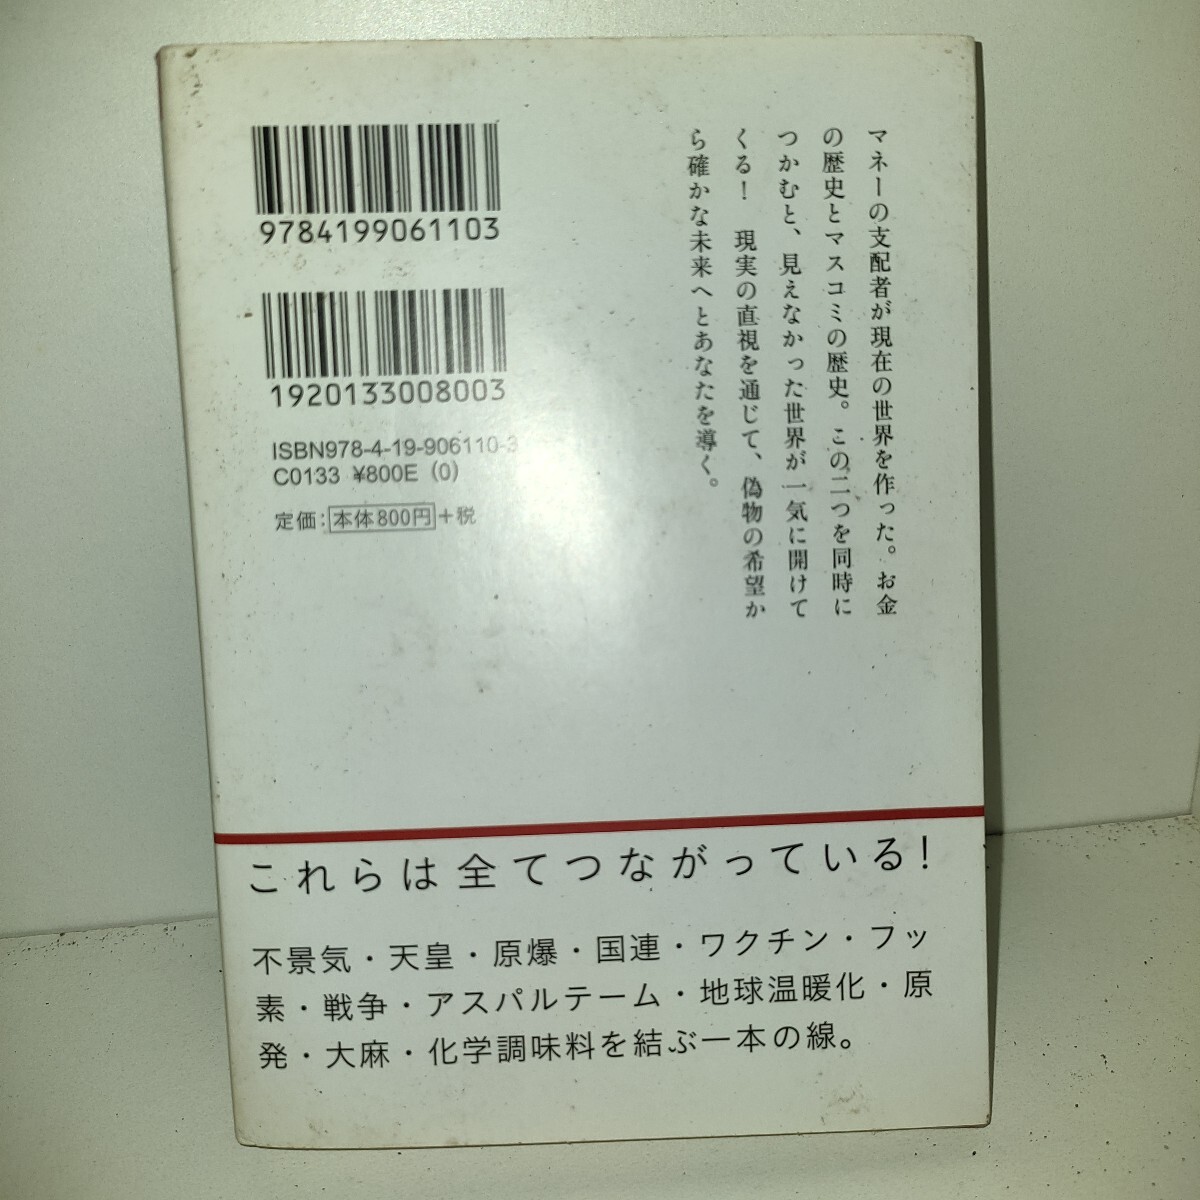 9784199061103
1920133008003
ISBN978-4-19-906110-3
C0133 ¥800E (0)
定価:本体800円+税
マネーの支配者が現在の世界を作った。お金
の歴史とマスコミの歴史。この二つを同時に
つかむと、見えなかった世界が一気に開けて
くる! 現実の直視を通じて、偽物の希望か
ら確かな未来へとあなたを導く。
これらは全てつながっている!
不景気・天皇・原爆・国連・ワクチン・フッ
素・戦争・アスパルテーム・地球温暖化・原
発・大麻・化学調味料を結ぶ一本の線。